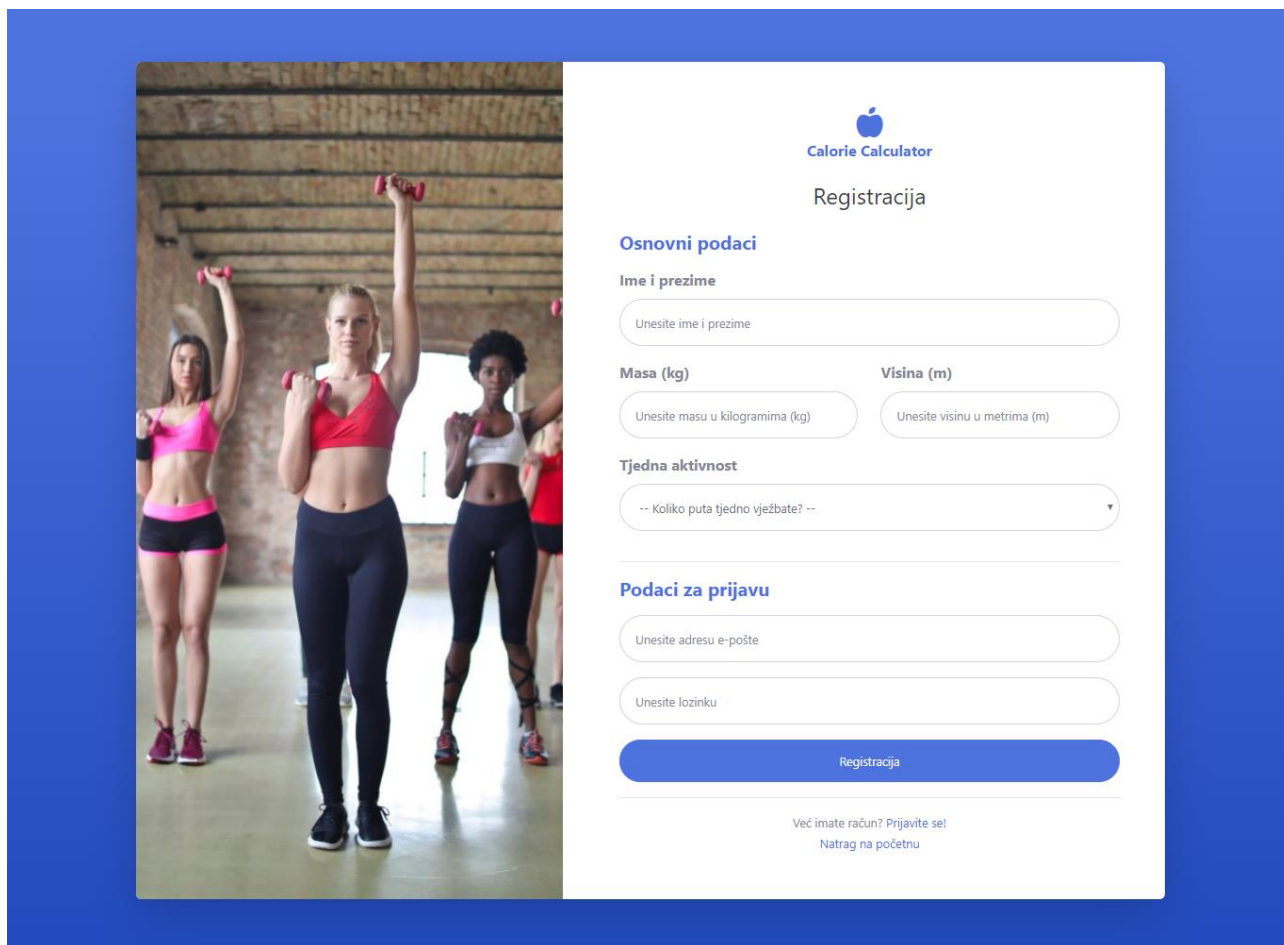 Calorie Calculator
Registracija
Osnovni podaci
Ime i prezime
Unesite ime i prezime
Masa (kg)
Visina (m)
Unesite masu u kilogramima (kg)
Unesite visinu u metrima (m)
Tjedna aktivnost
-- Koliko puta tjedno vježbate? --
Podaci za prijavu
Unesite adresu e-pošte
Unesite lozinku
Registracija
Već imate račun? Prijavite se!
Natrag na početnu